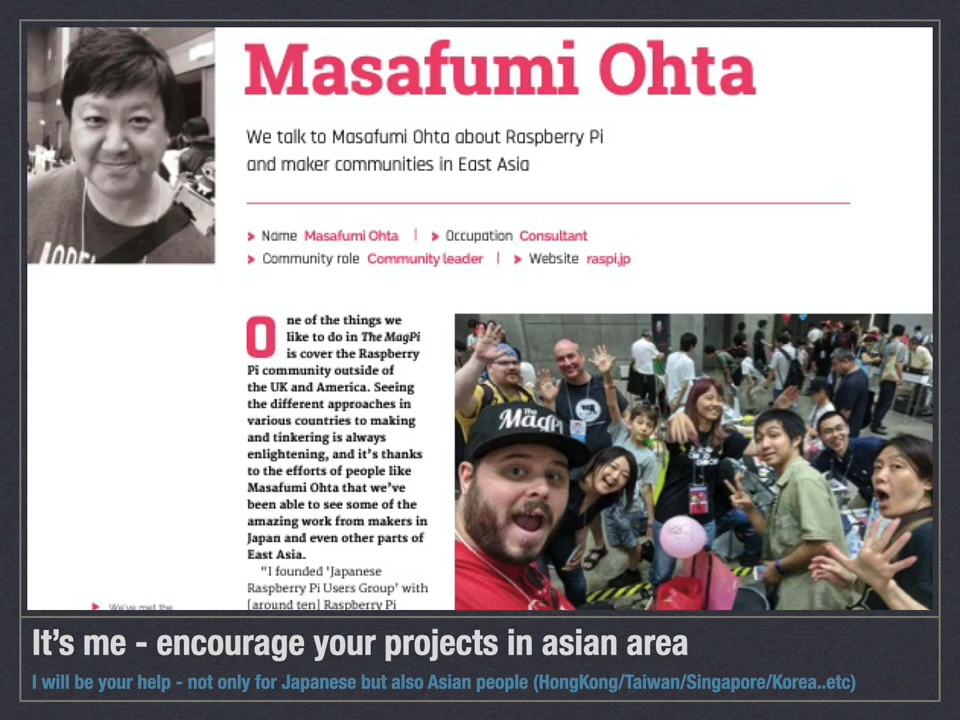 Masafumi Ohta
We talk to Masafumi Ohta about Raspberry Pi
and maker communities in East Asia
> Name Masafumi Ohta | > Occupation Consultant
> Community role Community leader | > Website raspi.jp
One of the things we
like to do in The MagPi
is cover the Raspberry
Pi community outside of
the UK and America. Seeing
the different approaches in
various countries to making
and tinkering is always
enlightening, and it's thanks
to the efforts of people like
Masafumi Ohta that we've
been able to see some of the
amazing work from makers in
Japan and even other parts of
East Asia.
"I founded 'Japanese
Raspberry Pi Users Group' with
[around ten] Raspberry Pi
We've met the
The MagPi
It's me - encourage your projects in asian area
I will be your help - not only for Japanese but also Asian people (HongKong/Taiwan/Singapore/Korea..etc)